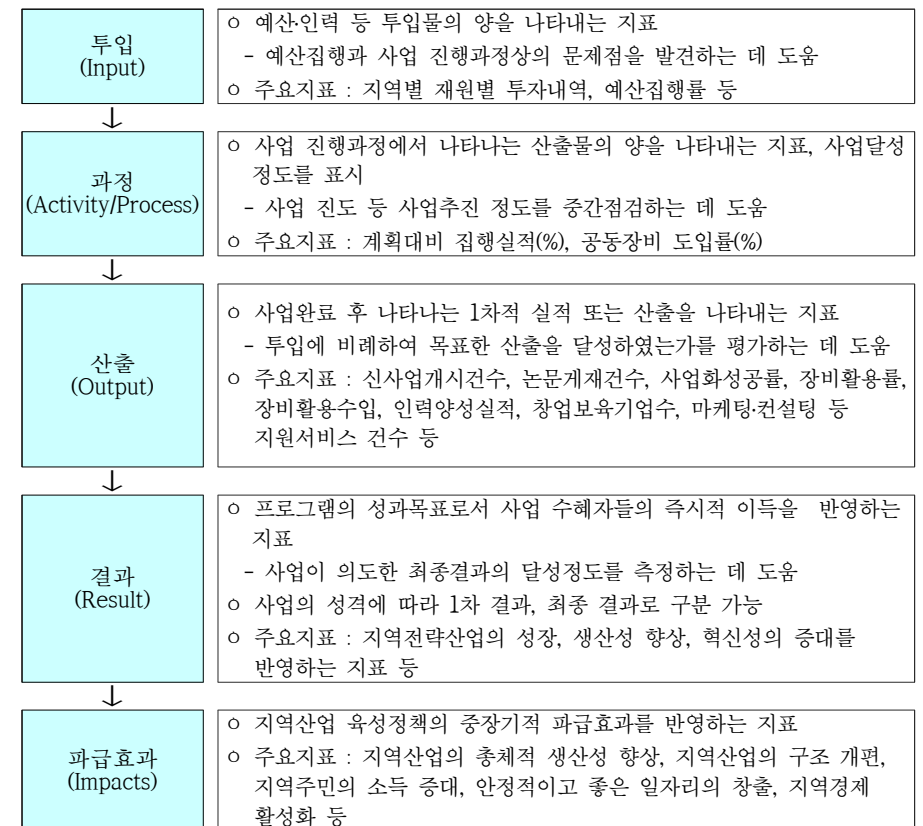 투입
(Input)
ㅇ 예산·인력 등 투입물의 양을 나타내는 지표
- 예산집행과 사업 진행과정상의 문제점을 발견하는 데 도움
ㅇ 주요지표 : 지역별 재원별 투자내역, 예산집행률 등
↓
과정
(Activity/Process)
ㅇ 사업 진행과정에서 나타나는 산출물의 양을 나타내는 지표, 사업달성
정도를 표시
- 사업 진도 등 사업추진 정도를 중간점검하는 데 도움
ㅇ 주요지표 : 계획대비 집행실적(%), 공동장비 도입률(%)
↓
산출
(Output)
ㅇ 사업완료 후 나타나는 1차적 실적 또는 산출을 나타내는 지표
- 투입에 비례하여 목표한 산출을 달성하였는가를 평가하는 데 도움
ㅇ 주요지표 : 신사업개시건수, 논문게재건수, 사업화성공률, 장비활용률,
장비활용수입, 인력양성실적, 창업보육기업수, 마케팅·컨설팅 등
지원서비스 건수 등
↓
결과
(Result)
ㅇ 프로그램의 성과목표로서 사업 수혜자들의 즉시적 이득을 반영하는
지표
- 사업이 의도한 최종결과의 달성정도를 측정하는 데 도움
ㅇ 사업의 성격에 따라 1차 결과, 최종 결과로 구분 가능
ㅇ 주요지표 : 지역전략산업의 성장, 생산성 향상, 혁신성의 증대를
반영하는 지표 등
↓
파급효과
(Impacts)
ㅇ 지역산업 육성정책의 중장기적 파급효과를 반영하는 지표
ㅇ 주요지표 : 지역산업의 총체적 생산성 향상, 지역산업의 구조 개편,
지역주민의 소득 증대, 안정적이고 좋은 일자리의 창출, 지역경제
활성화 등